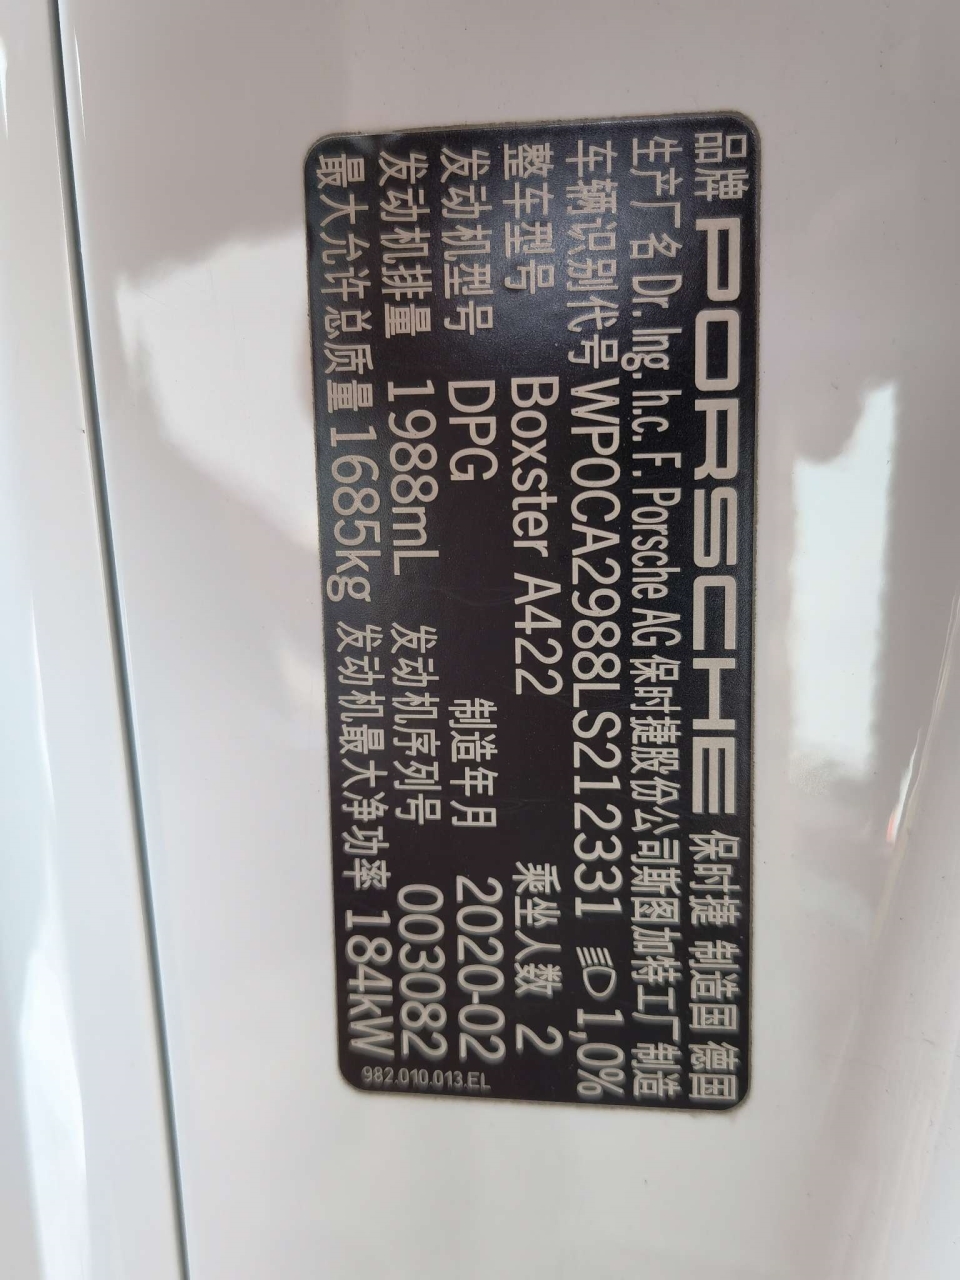 品牌 PORSCHE 保时捷 制造国 德国
生产厂名 Dr. Ing. h.c. F. Porsche AG 保时捷股份公司斯图加特工厂制造
车辆识别代号 WP0CA2988LS212331 1,0%
整车型号 Boxster A422 乘坐人数 2
发动机型号 DPG 制造年月 2020-02
发动机排量 1988mL 发动机序列号 003082
最大允许总质量 1685kg 发动机最大净功率 184kW
982.010.013.EL